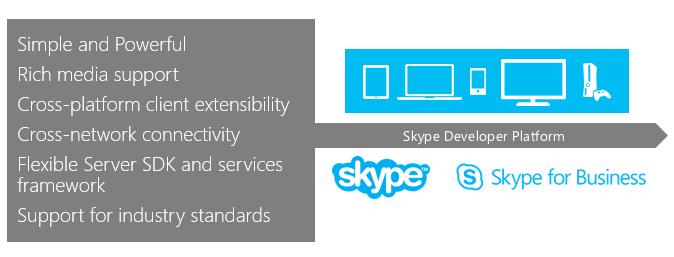 Simple and Powerful
Rich media support
Cross-platform client extensibility
Cross-network connectivity
Flexible Server SDK and services
framework
Support for industry standards
Skype Developer Platform
skype™
S Skype for Business